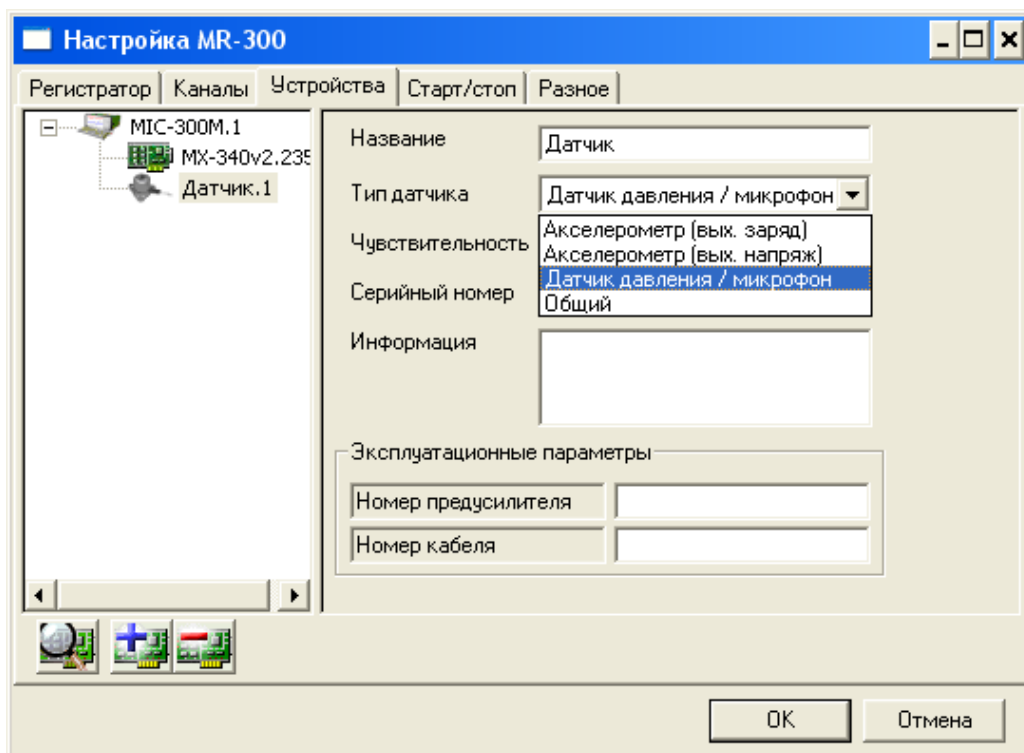 Настройка MR-300
Регистратор Каналы Устройства Старт/стоп Разное
MIC-300M.1
MX-340v2.235
Датчик.1
Название Датчик
Тип датчика Датчик давления / микрофон
Акселерометр (вых. заряд)
Чувствительность
Акселерометр (вых. напряж)
Датчик давления / микрофон
Серийный номер
Общий
Информация
Эксплуатационные параметры
Номер предусилителя
Номер кабеля
OK Отмена